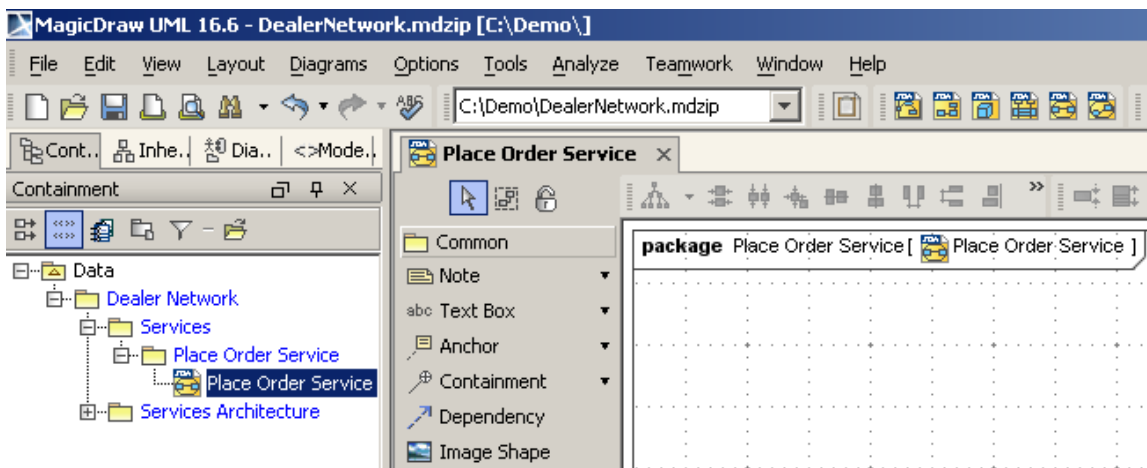 MagicDraw UML 16.6 - DealerNetwork.mdzip [C:\Demo\]
File Edit View Layout Diagrams Options Tools Analyze Teamwork Window Help
C:\Demo\DealerNetwork.mdzip
Cont.. Inhe.. Dia.. <>Mode..
Place Order Service
Containment
Common
package Place Order Service [ Place Order Service ]
Data
Note
Dealer Network
abc Text Box
Services
Anchor
Place Order Service
Containment
Place Order Service
Services Architecture
Dependency
Image Shape